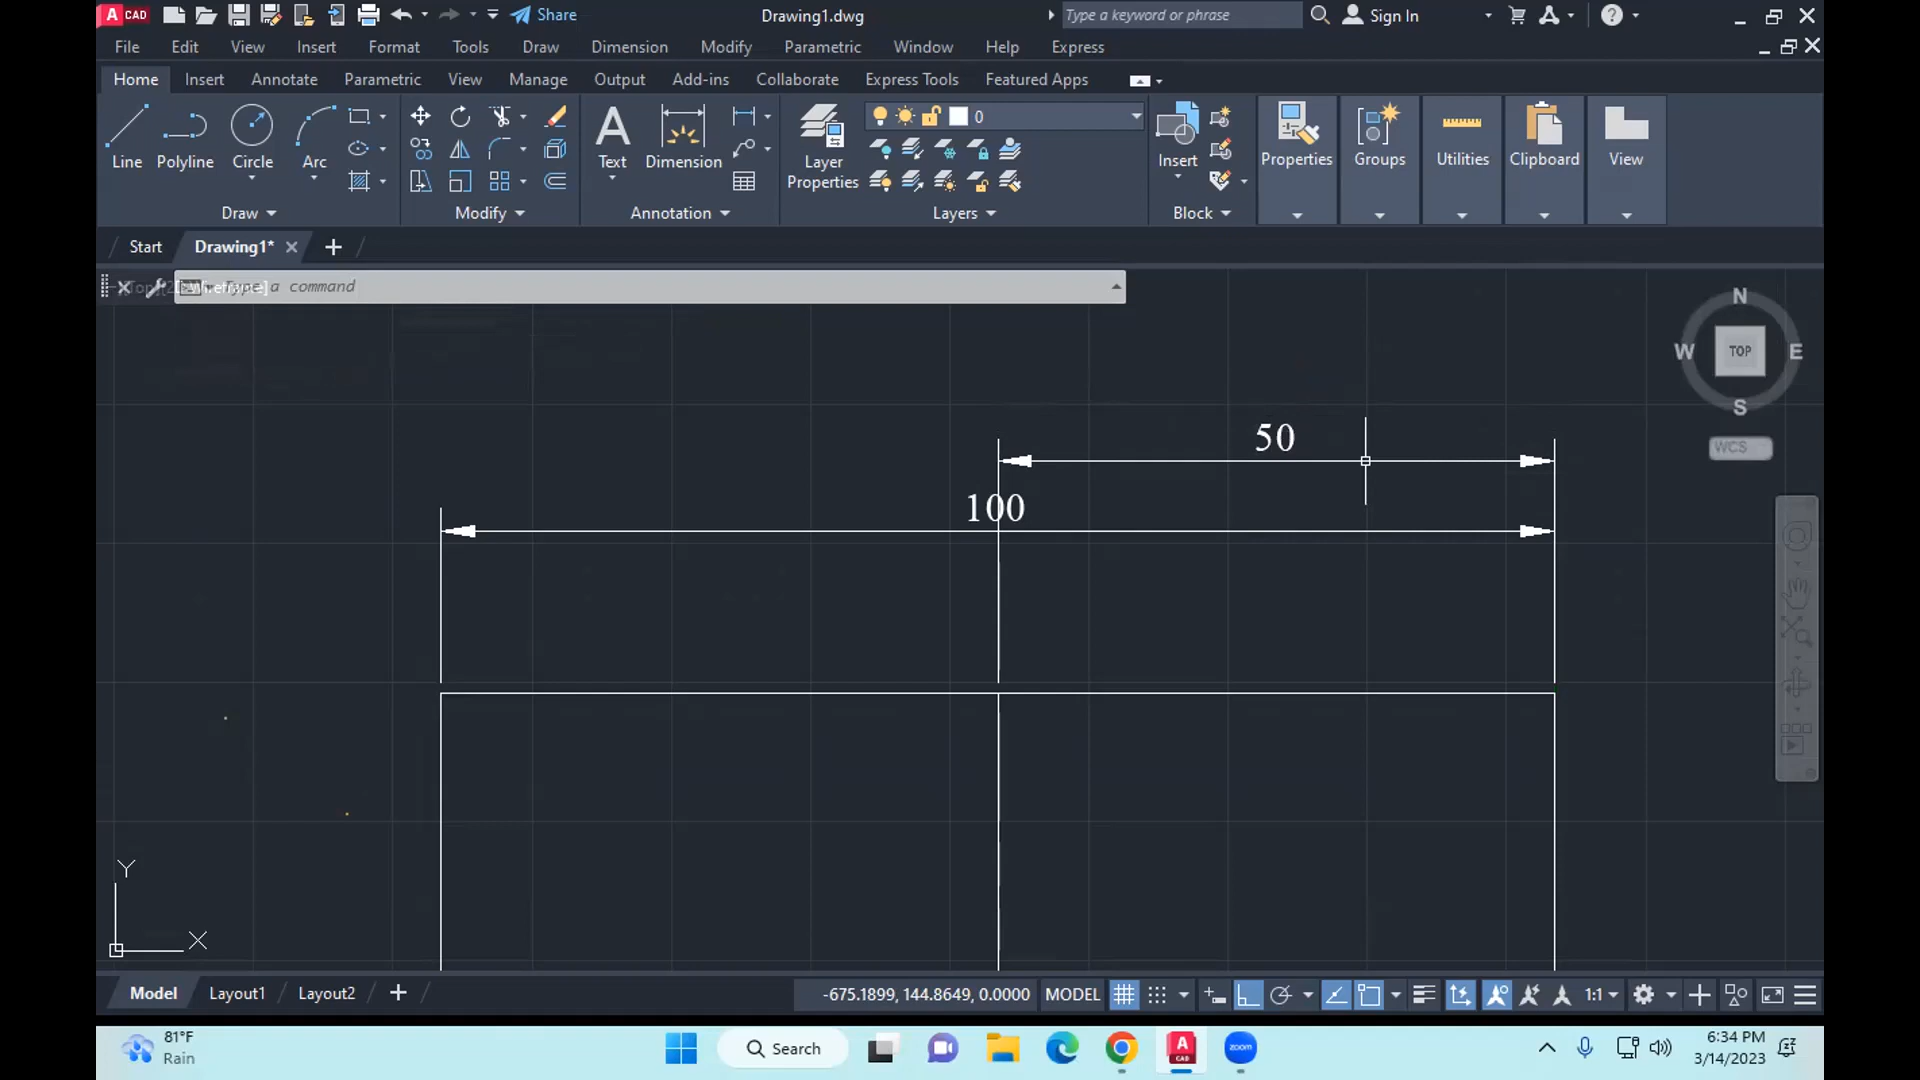 A CAD Share Drawing1.dwg Type a keyword or phrase Sign In
File Edit View Insert Format Tools Draw Dimension Modify Parametric Window Help Express
Home Insert Annotate Parametric View Manage Output Add-ins Collaborate Express Tools Featured Apps
0
Line Polyline Circle Arc Text Dimension Layer Properties Insert Properties Groups Utilities Clipboard View
Draw Modify Annotation Layers Block
Start Drawing1*
Type a command
N
W TOP E
S
WCS
50
100
Y
X
Model Layout1 Layout2 -675.1899, 144.8649, 0.0000 MODEL 1:1
81°F
Rain
Search
zoom
A CAD
6:34 PM
3/14/2023